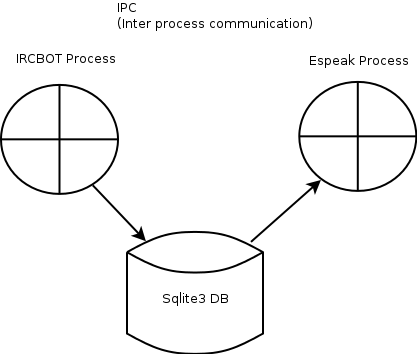 IPC
(Inter process communication)
IRCBOT Process
Espeak Process
Sqlite3 DB